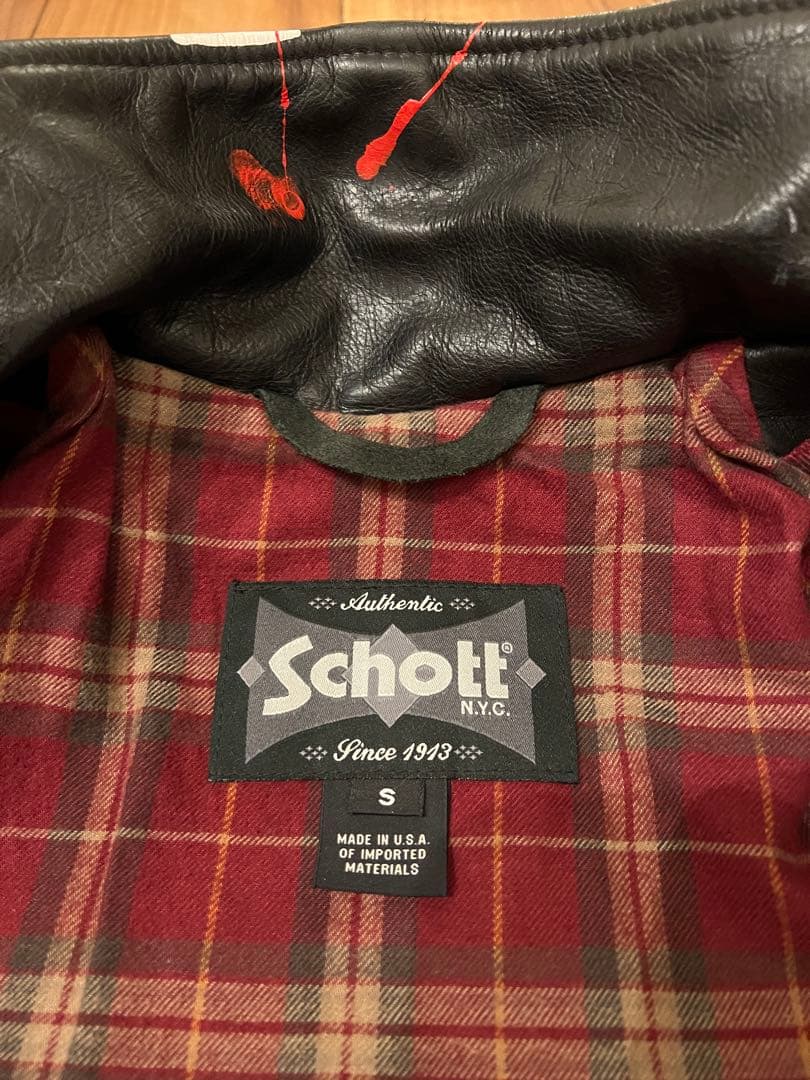 Authentic
Schott®
N.Y.C.
Since 1913
S
MADE IN U.S.A.
OF IMPORTED
MATERIALS